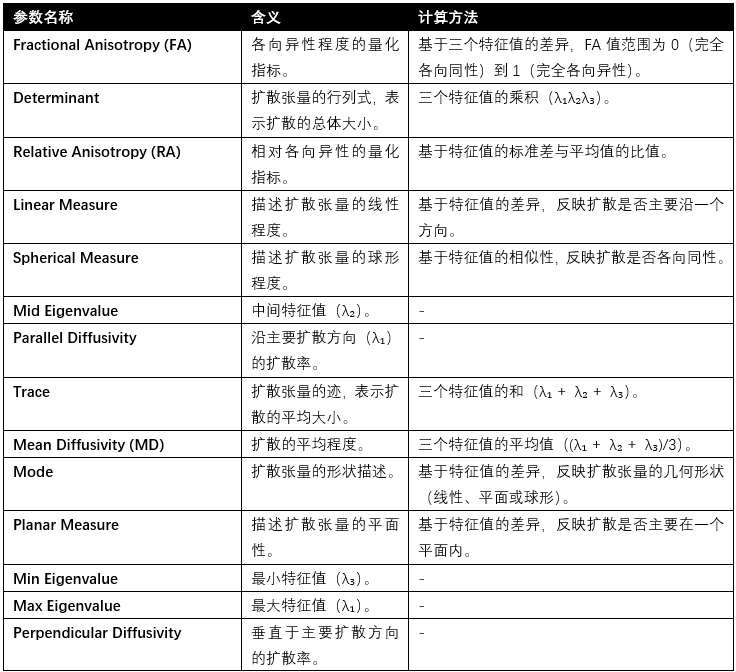 参数名称 含义 计算方法
Fractional Anisotropy (FA) 各向异性程度的量化 基于三个特征值的差异，FA 值范围为 0（完全
指标。 各向同性）到 1（完全各向异性）。
Determinant 扩散张量的行列式，表 三个特征值的乘积（λ₁λ₂λ₃）。
示扩散的总体大小。
Relative Anisotropy (RA) 相对各向异性的量化 基于特征值的标准差与平均值的比值。
指标。
Linear Measure 描述扩散张量的线性 基于特征值的差异，反映扩散是否主要沿一个
程度。 方向。
Spherical Measure 描述扩散张量的球形 基于特征值的相似性，反映扩散是否各向同性。
程度。
Mid Eigenvalue 中间特征值（λ₂）。 -
Parallel Diffusivity 沿主要扩散方向（λ₁） -
的扩散率。
Trace 扩散张量的迹，表示扩 三个特征值的和（λ₁ + λ₂ + λ₃）。
散的平均大小。
Mean Diffusivity (MD) 扩散的平均程度。 三个特征值的平均值（(λ₁ + λ₂ + λ₃)/3）。
Mode 扩散张量的形状描述。 基于特征值的差异，反映扩散张量的几何形状
（线性、平面或球形）。
Planar Measure 描述扩散张量的平面 基于特征值的差异，反映扩散是否主要在一个
性。 平面内。
Min Eigenvalue 最小特征值（λ₃）。 -
Max Eigenvalue 最大特征值（λ₁）。 -
Perpendicular Diffusivity 垂直于主要扩散方向 -
的扩散率。